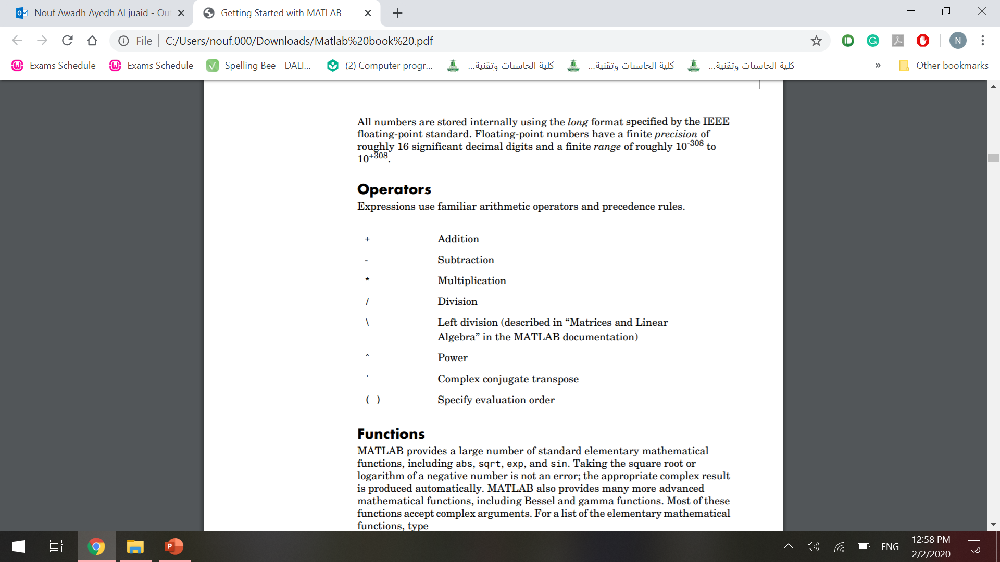 Nouf Awadh Ayedh Al juaid - Ou
Getting Started with MATLAB
File C:/Users/nouf.000/Downloads/Matlab%20book%20.pdf
N
Exams Schedule
Exams Schedule
Spelling Bee - DALI...
(2) Computer progr...
كلية الحاسبات وتقنية...
كلية الحاسبات وتقنية...
كلية الحاسبات وتقنية...
»
Other bookmarks
All numbers are stored internally using the long format specified by the IEEE
floating-point standard. Floating-point numbers have a finite precision of
roughly 16 significant decimal digits and a finite range of roughly 10-308 to
10+308.
Operators
Expressions use familiar arithmetic operators and precedence rules.
+ Addition
- Subtraction
* Multiplication
/ Division
\ Left division (described in “Matrices and Linear
Algebra” in the MATLAB documentation)
^ Power
' Complex conjugate transpose
( ) Specify evaluation order
Functions
MATLAB provides a large number of standard elementary mathematical
functions, including abs, sqrt, exp, and sin. Taking the square root or
logarithm of a negative number is not an error; the appropriate complex result
is produced automatically. MATLAB also provides many more advanced
mathematical functions, including Bessel and gamma functions. Most of these
functions accept complex arguments. For a list of the elementary mathematical
functions, type
ENG
12:58 PM
2/2/2020